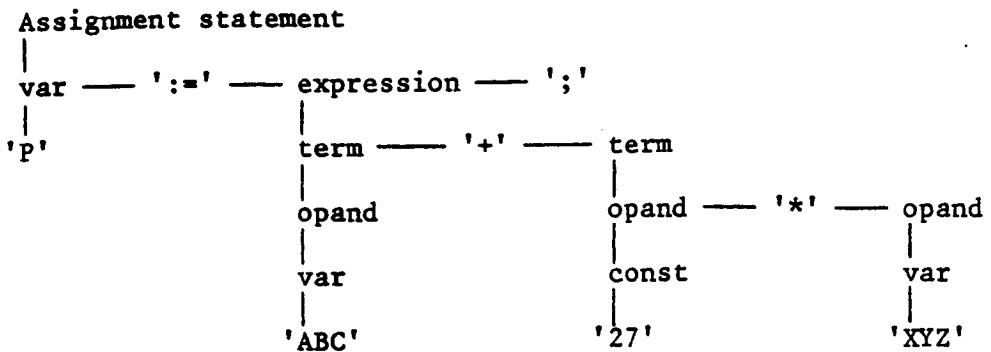 Assignment statement
var ':=' expression ';'
'P' term '+' term
opand opand '*' opand
var const var
'ABC' '27' 'XYZ'